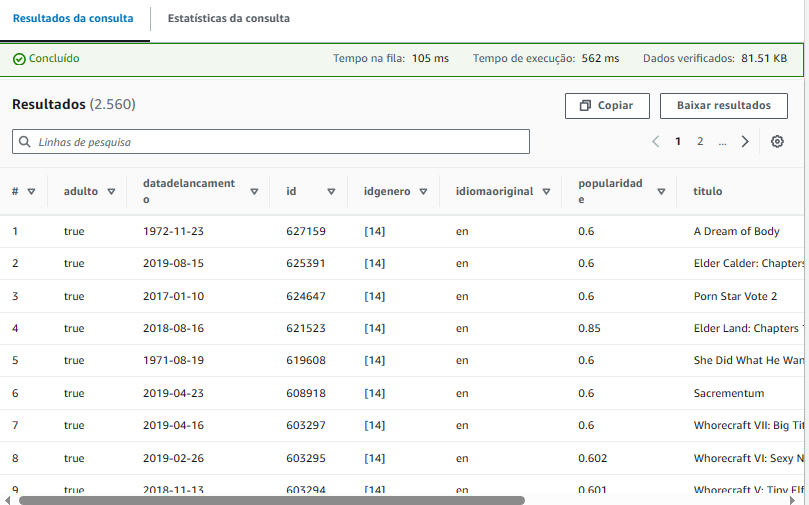 Resultados da consulta
Estatísticas da consulta
Concluído
Tempo na fila: 105 ms
Tempo de execução: 562 ms
Dados verificados: 81.51 KB
Resultados (2.560)
Copiar
Baixar resultados
Linhas de pesquisa
1 2 ...
# adulto datadelancament
o id idgenero idiomaoriginal popularidad
e titulo
1 true 1972-11-23 627159 [14] en 0.6 A Dream of Body
2 true 2019-08-15 625391 [14] en 0.6 Elder Calder: Chapters
3 true 2017-01-10 624647 [14] en 0.6 Porn Star Vote 2
4 true 2018-08-16 621523 [14] en 0.85 Elder Land: Chapters
5 true 1971-08-19 619608 [14] en 0.6 She Did What He
6 true 2019-04-23 608918 [14] en 0.6 Sacrementum
7 true 2019-04-16 603297 [14] en 0.6 Whorecraft VII: Big
8 true 2019-02-26 603295 [14] en 0.602 Whorecraft VI: Sexy
9 true 2018-11-13 603294 [14] en 0.601 Whorecraft V: Tiny